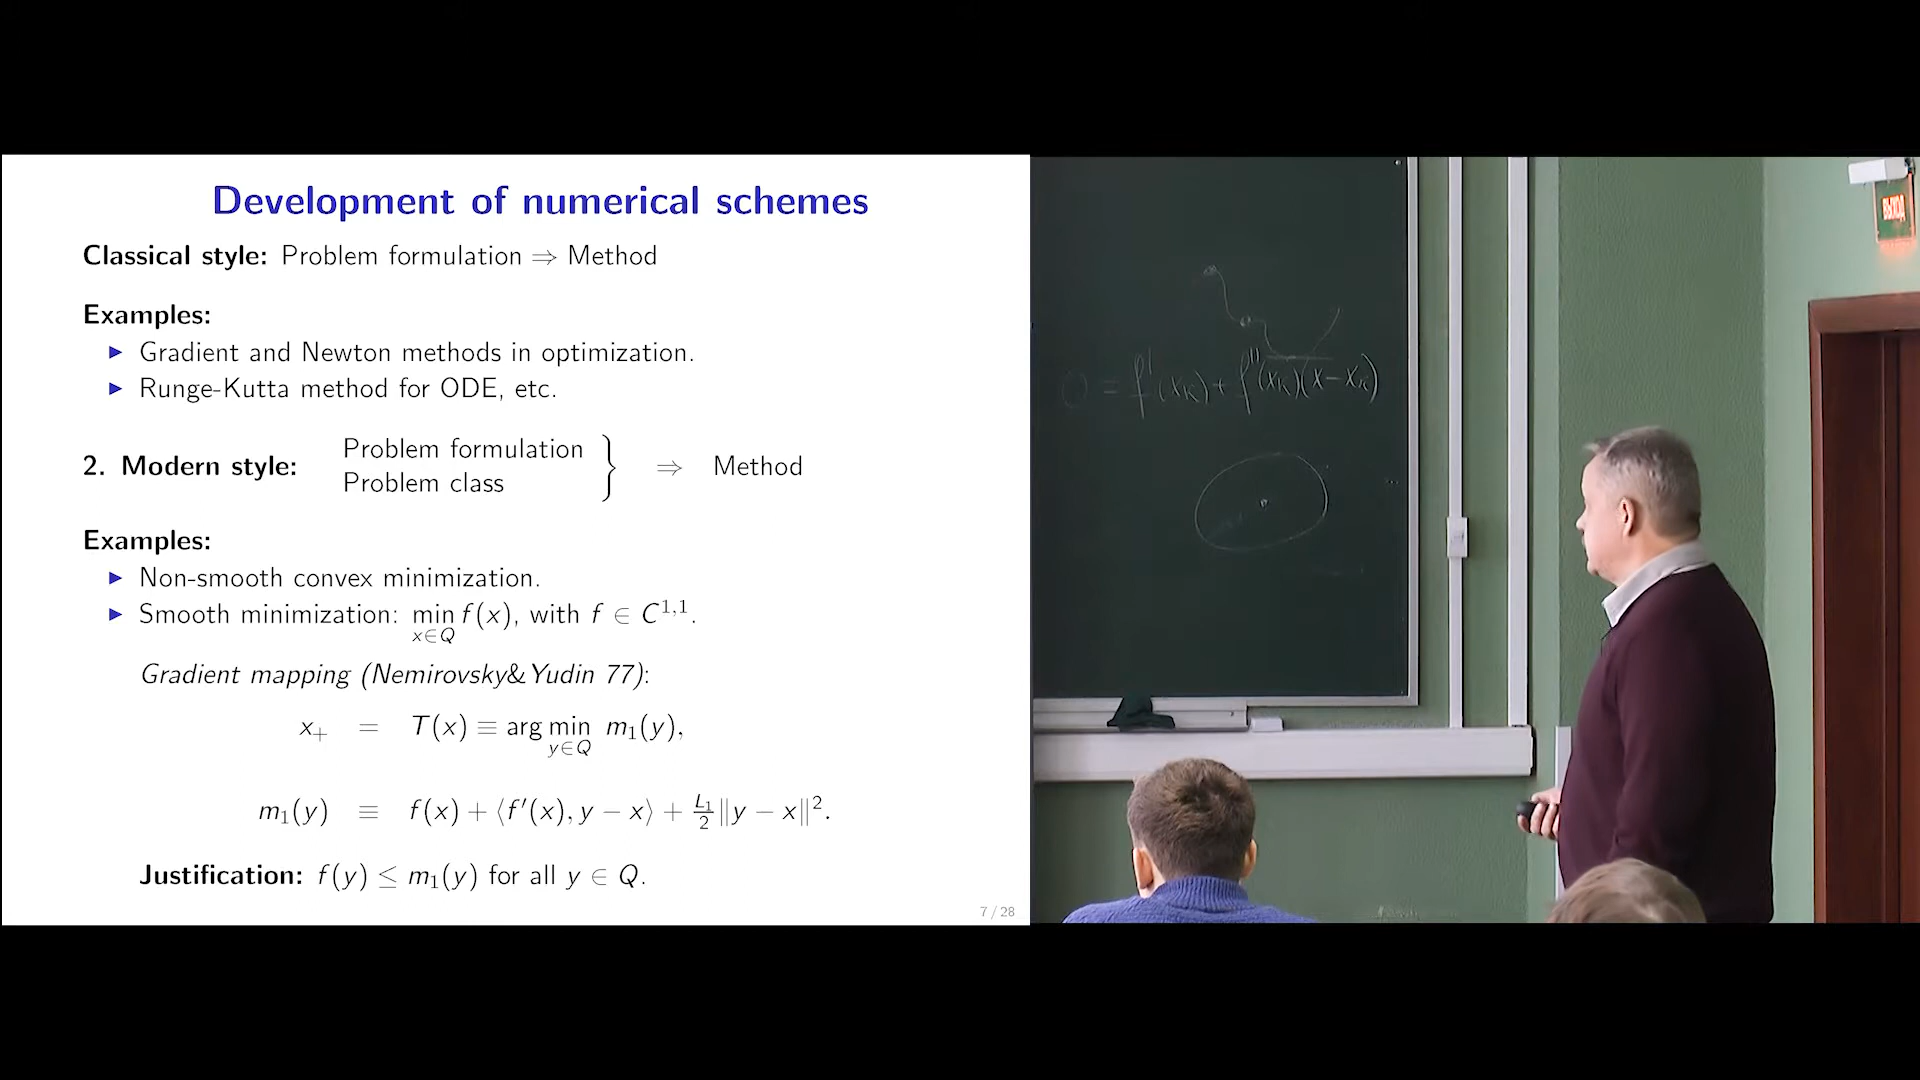 Development of numerical schemes
Classical style: Problem formulation ⇒ Method
Examples:
▶ Gradient and Newton methods in optimization.
▶ Runge-Kutta method for ODE, etc.
2. Modern style: Problem formulation
Problem class } ⇒ Method
Examples:
▶ Non-smooth convex minimization.
▶ Smooth minimization: min_{x∈Q} f(x), with f ∈ C^{1,1}.
Gradient mapping (Nemirovsky&Yudin 77):
x₊ = T(x) ≡ arg min_{y∈Q} m₁(y),
m₁(y) ≡ f(x) + ⟨f′(x), y − x⟩ + L₁/2 ‖y − x‖².
Justification: f(y) ≤ m₁(y) for all y ∈ Q.
7 / 28
0 = f'(x_k) + f''(x_k)(x − x_k)
ВЫХОД